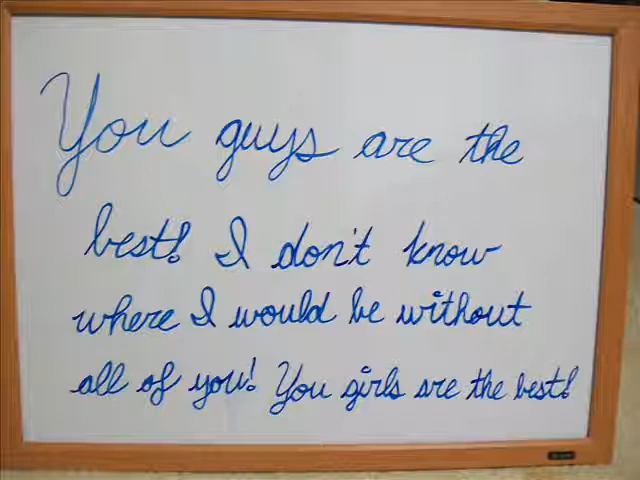 You guys are the
best! I don't know
where I would be without
all of you! You girls are the best!